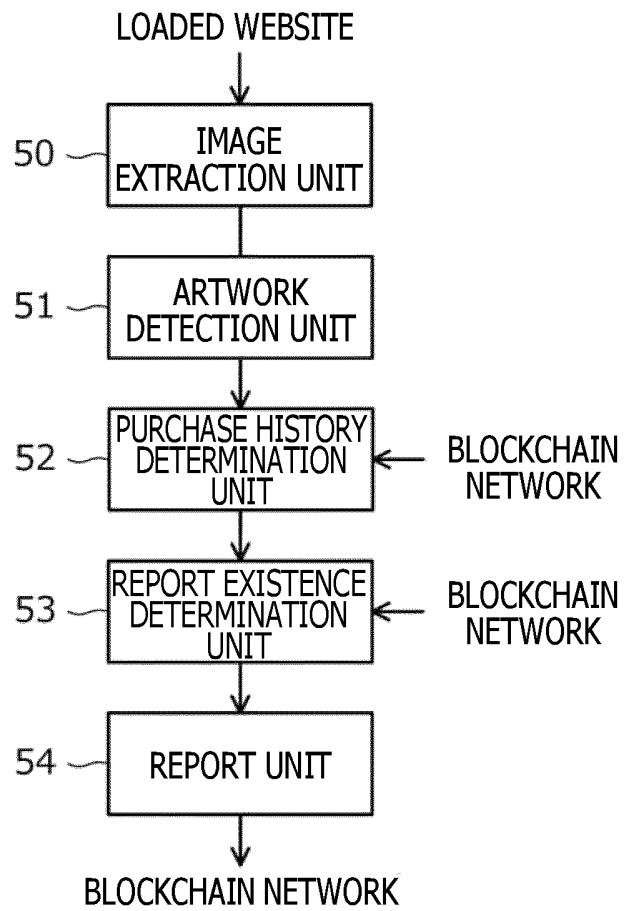 LOADED WEBSITE
50
IMAGE
EXTRACTION UNIT
51
ARTWORK
DETECTION UNIT
52
PURCHASE HISTORY
DETERMINATION
UNIT
BLOCKCHAIN
NETWORK
53
REPORT EXISTENCE
DETERMINATION
UNIT
BLOCKCHAIN
NETWORK
54
REPORT UNIT
BLOCKCHAIN NETWORK